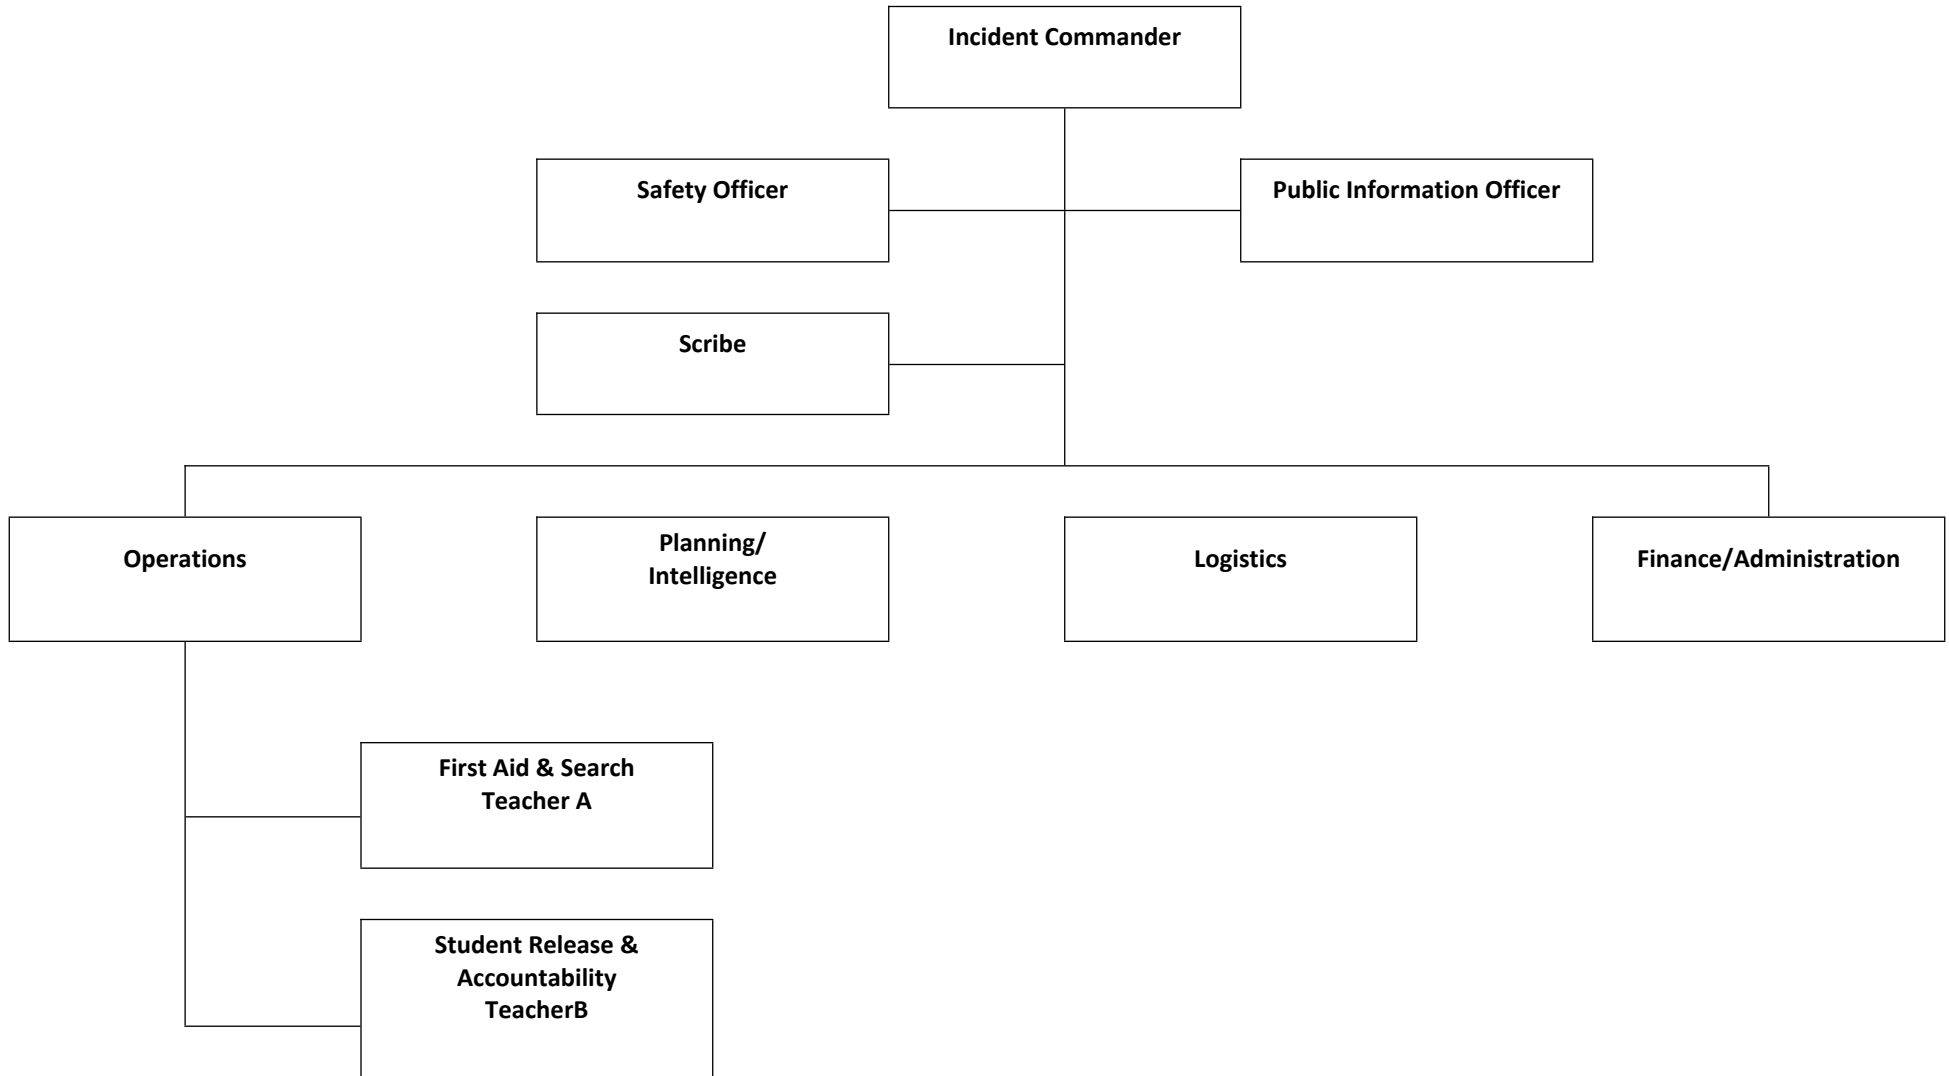 Incident Commander
Safety Officer
Public Information Officer
Scribe
Operations
Planning/
Intelligence
Logistics
Finance/Administration
First Aid & Search
Teacher A
Student Release &
Accountability
TeacherB